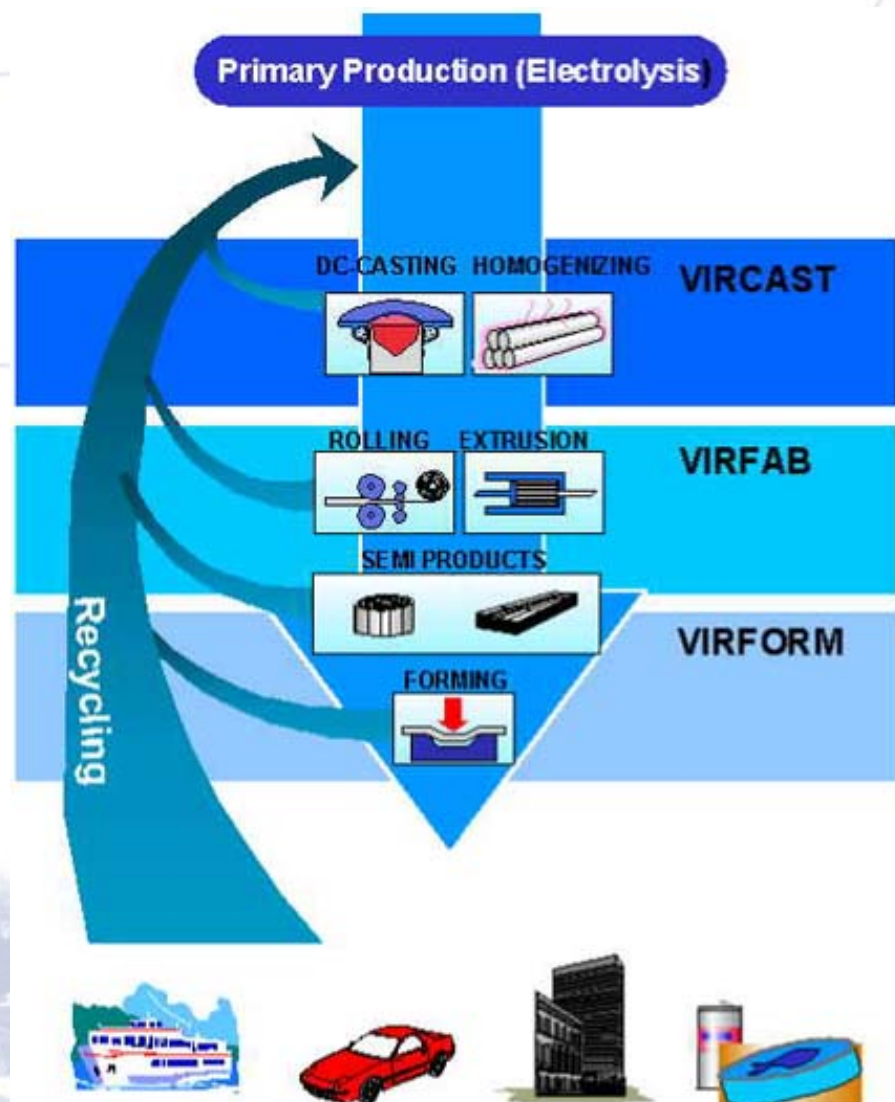 Primary Production (Electrolysis)
DC-CASTING HOMOGENIZING
VIRCAST
ROLLING EXTRUSION
VIRFAB
SEMI PRODUCTS
Recycling
VIRFORM
FORMING